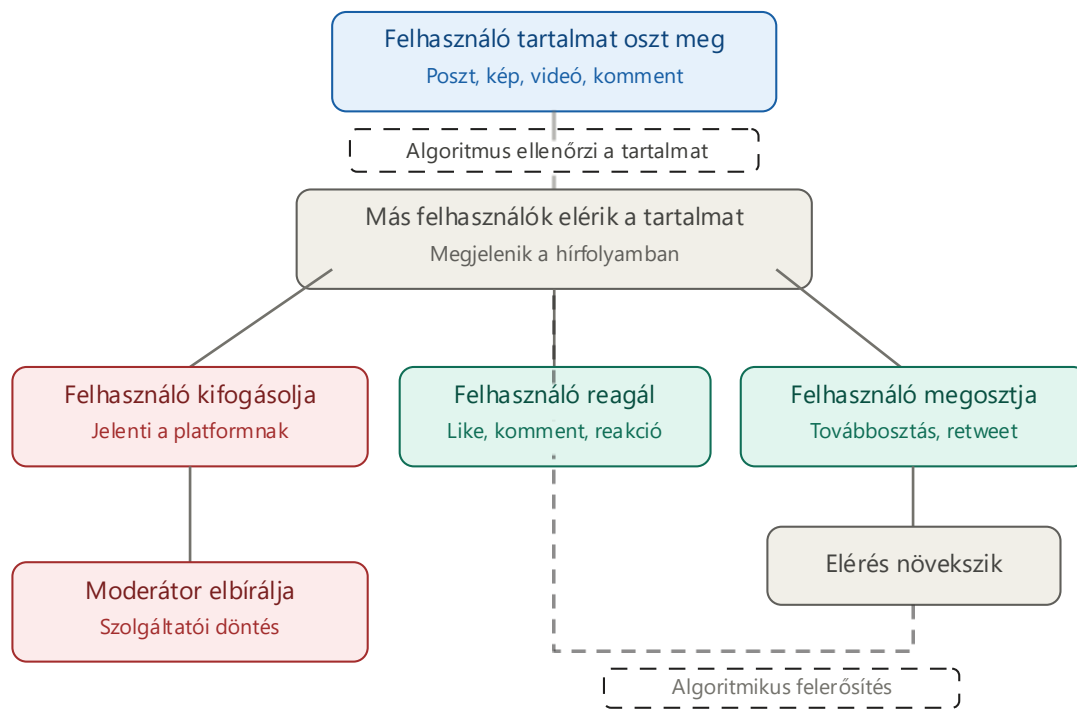 Felhasználó tartalmat oszt meg
Poszt, kép, videó, komment
Algoritmus ellenőrzi a tartalmat
Más felhasználók elérik a tartalmat
Megjelenik a hírfolyamban
Felhasználó kifogásolja
Jelenti a platformnak
Felhasználó reagál
Like, komment, reakció
Felhasználó megosztja
Továbbosztás, retweet
Elérés növekszik
Moderátor elbírálja
Szolgáltatói döntés
Algoritmikus felerősítés